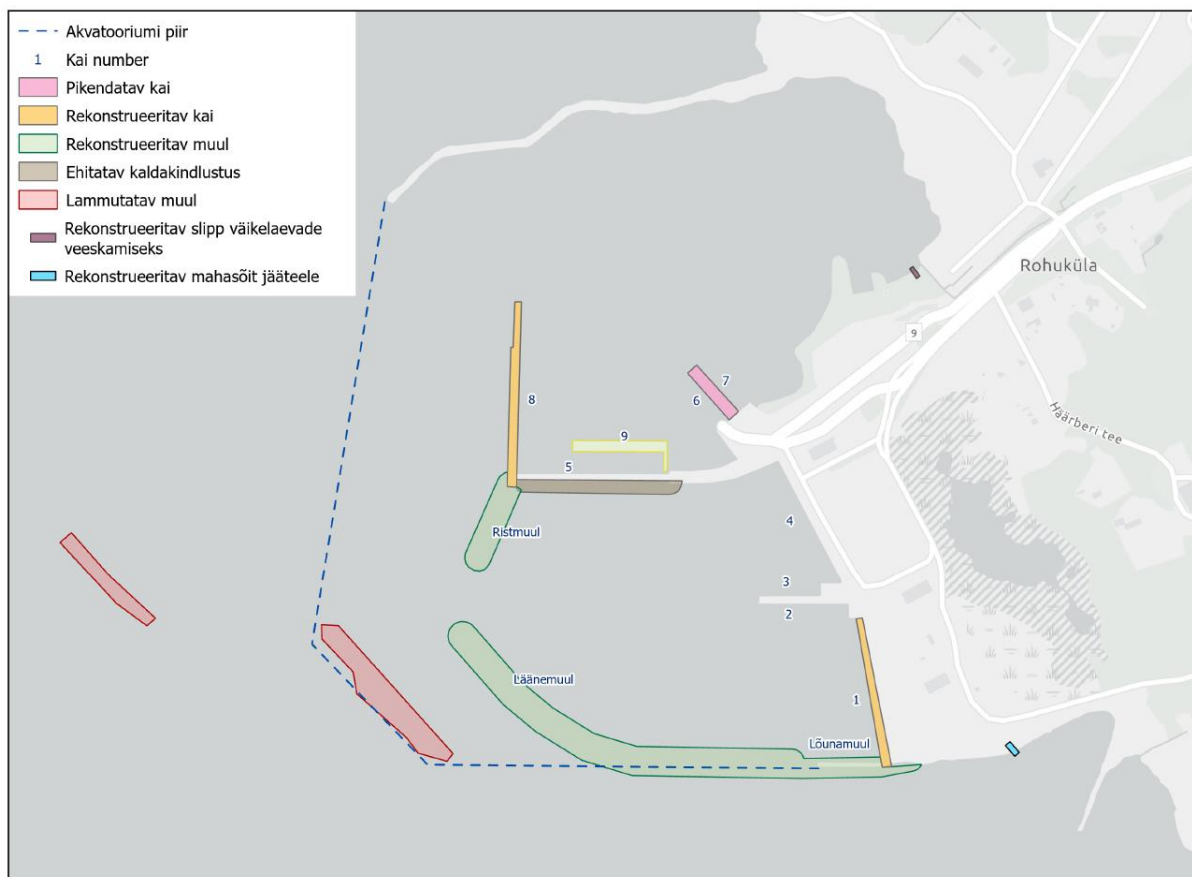 Akvatooriumi piir
1 Kai number
Pikendatav kai
Rekonstrueeritav kai
Rekonstrueeritav muul
Ehitatav kaldakindlustus
Lammutatav muul
Rekonstrueeritav slipp väikelaevade
veeskamiseks
Rekonstrueeritav mahasõit jääteele
Rohuküla
9
7
6
8
Häärberi tee
9
5
4
Ristmuul
3
2
Läänemuul
1
Lõunamuul